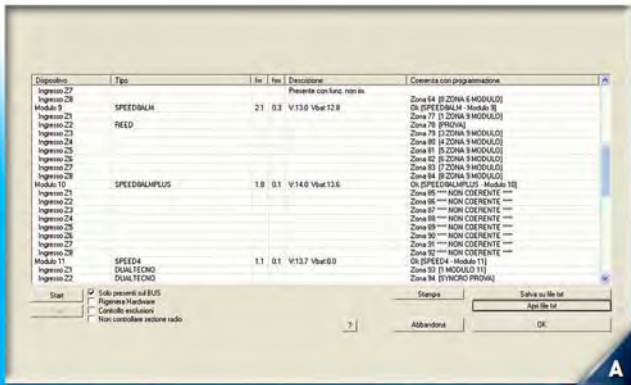 Dispositivo Tipo fw hw Descrizione Coerenza con programmazione
Ingresso Z7 Presente con funz. non
Ingresso Z8 Zona 64 [8 ZONA 6 MODULO]
Modulo 9 SPEED8ALM 2.1 0.3 V:13.0 Vbat:12.8 Ok [SPEED8ALM - Modulo 9]
Ingresso Z1 Zona 77 [1 ZONA 9 MODULO]
Ingresso Z2 REED Zona 78 [PROVA]
Ingresso Z3 Zona 79 [3 ZONA 9 MODULO]
Ingresso Z4 Zona 80 [4 ZONA 9 MODULO]
Ingresso Z5 Zona 81 [5 ZONA 9 MODULO]
Ingresso Z6 Zona 82 [6 ZONA 9 MODULO]
Ingresso Z7 Zona 83 [7 ZONA 9 MODULO]
Ingresso Z8 Zona 84 [8 ZONA 9 MODULO]
Modulo 10 SPEED8ALMPLUS 1.8 0.1 V:14.0 Vbat:13.6 Ok [SPEED8ALMPLUS - Modulo 10]
Ingresso Z1 Zona 85 **** NON COERENTE ****
Ingresso Z2 Zona 86 **** NON COERENTE ****
Ingresso Z3 Zona 87 **** NON COERENTE ****
Ingresso Z4 Zona 88 **** NON COERENTE ****
Ingresso Z5 Zona 89 **** NON COERENTE ****
Ingresso Z6 Zona 90 **** NON COERENTE ****
Ingresso Z7 Zona 91 **** NON COERENTE ****
Ingresso Z8 Zona 92 **** NON COERENTE ****
Modulo 11 SPEED4 1.1 0.1 V:13.7 Vbat:0.0 Ok [SPEED4 - Modulo 11]
Ingresso Z1 DUALTECNO Zona 93 [1 MODULO 11]
Ingresso Z2 DUALTECNO Zona 94 [SYNCRO PROVA]
Start Solo presenti sul BUS Stampa Salva su file txt
Rigenera Hardware Apri file txt
Controllo esclusioni
Non controllare sezione radio ? Abbandona OK
A